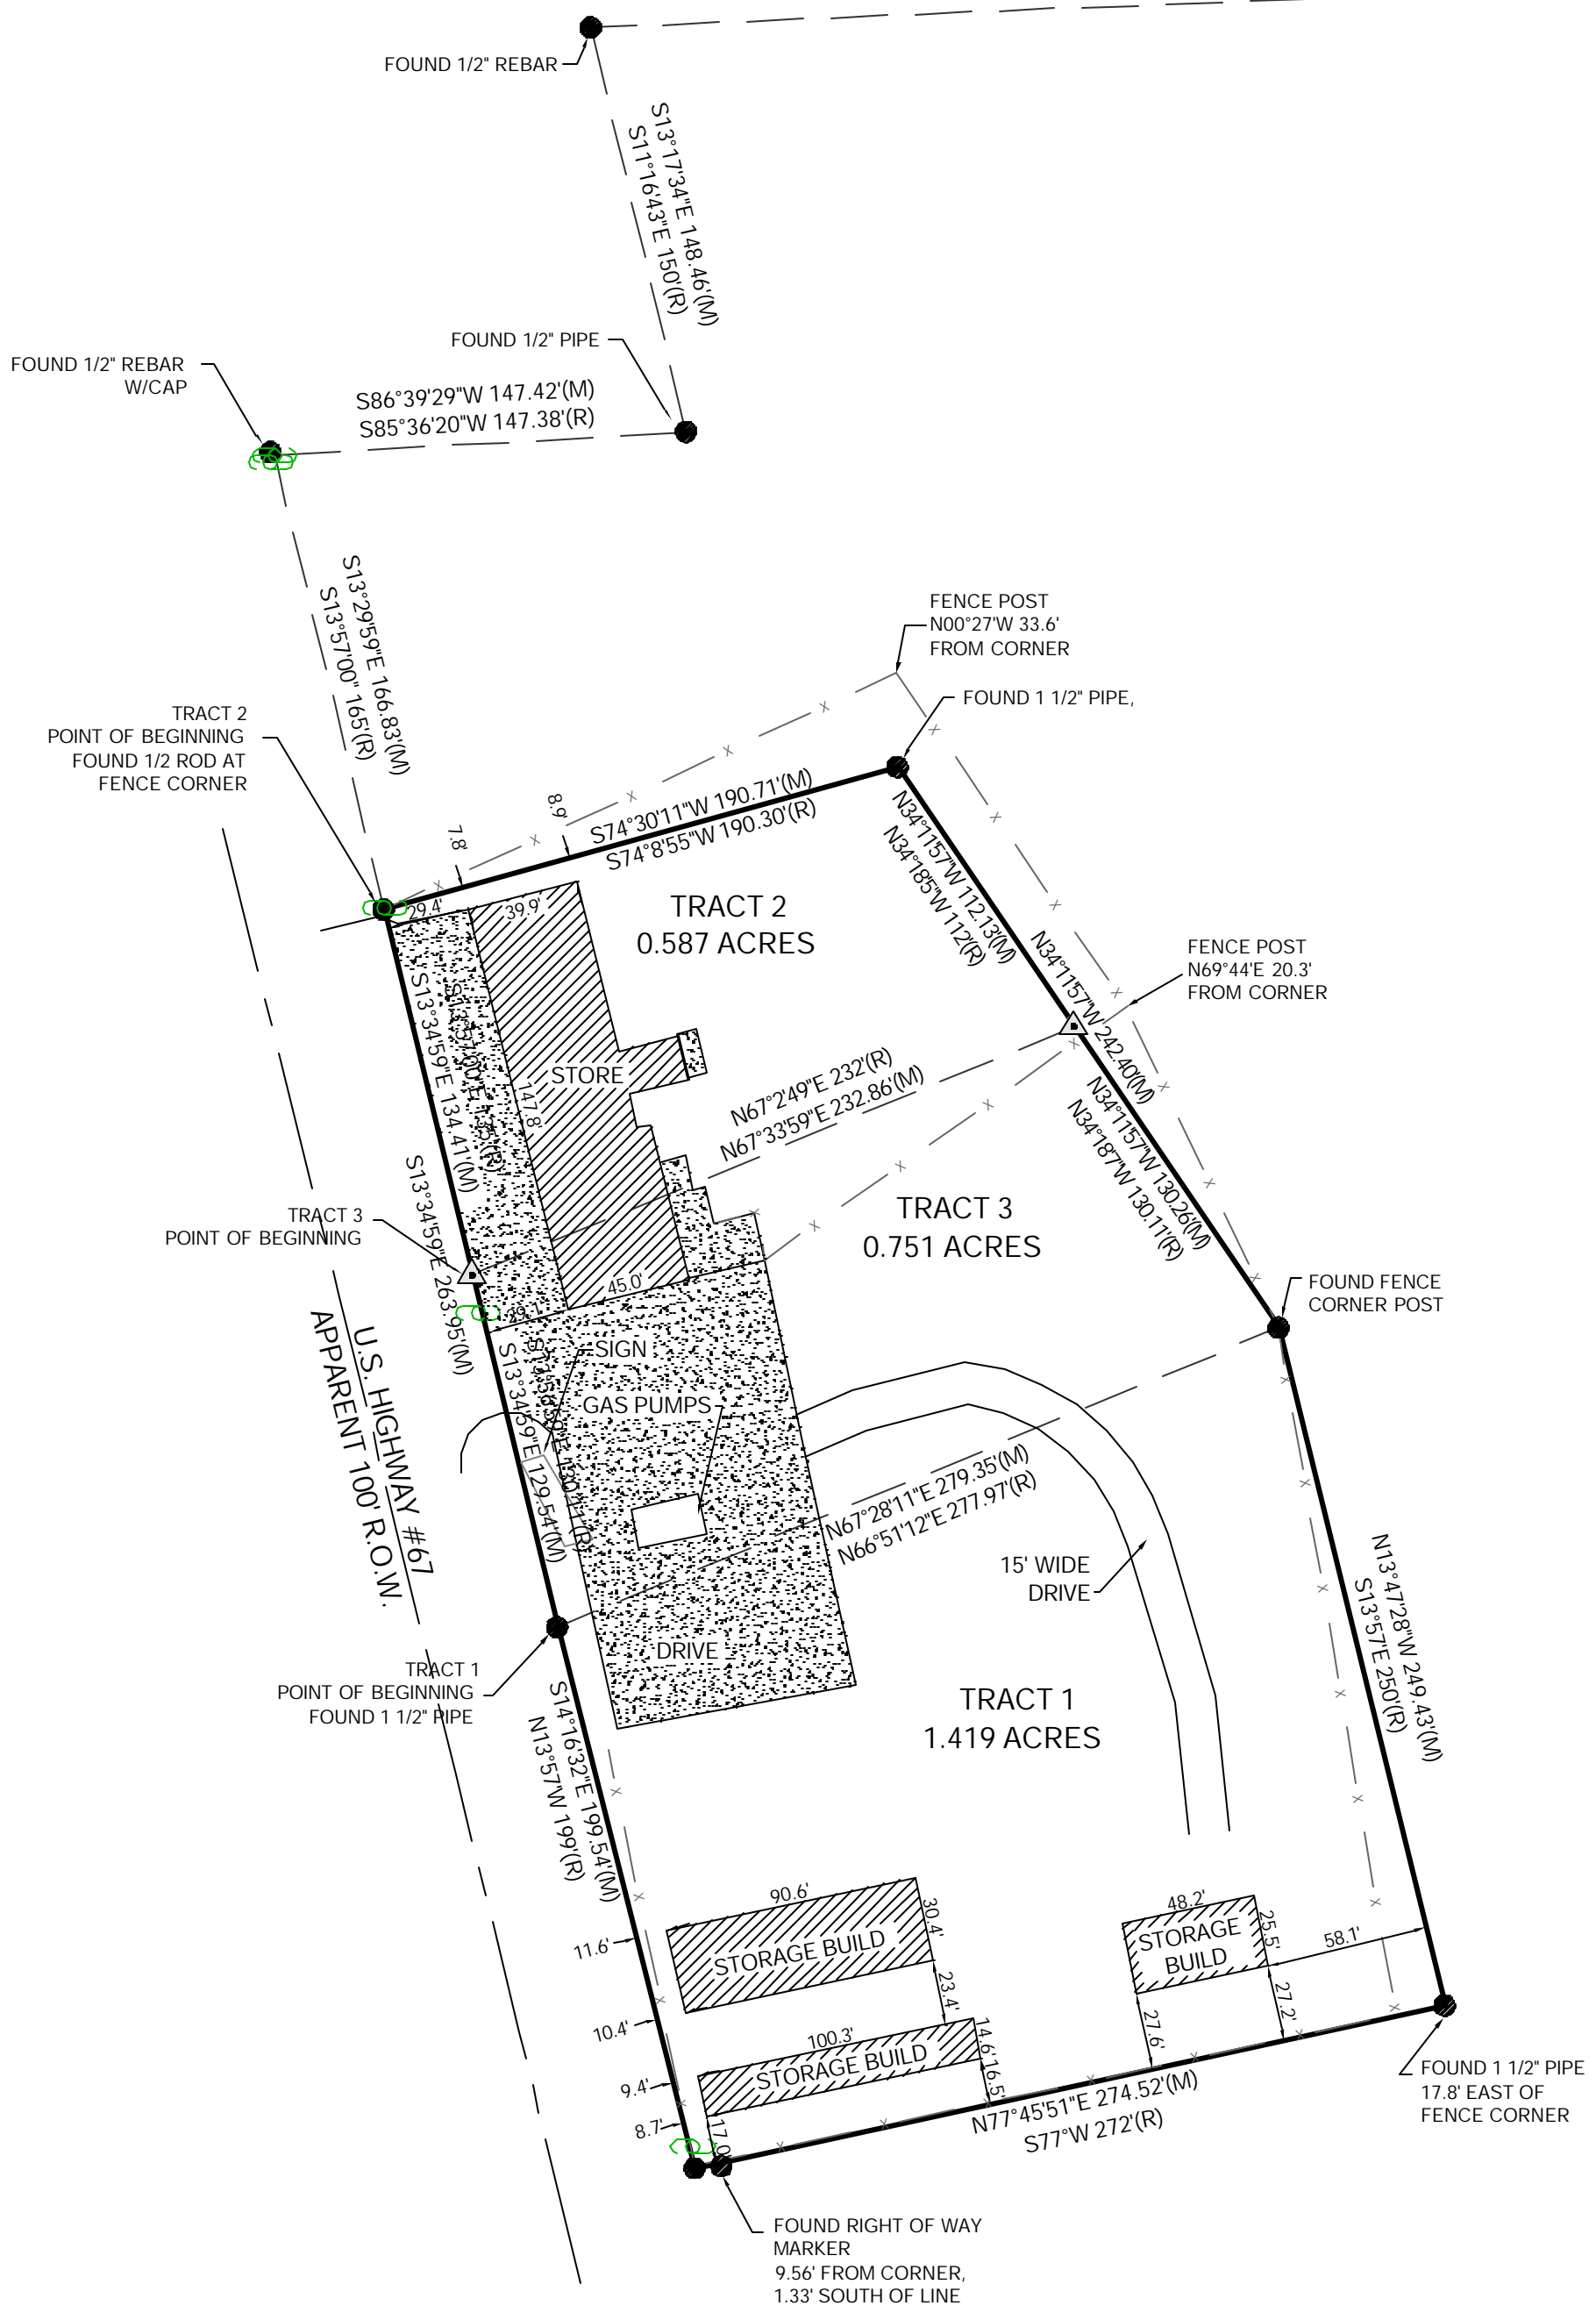 FOUND 1/2" REBAR
S13°17'34"E 148.46'(M)
S11°16'43"E 150'(R)
FOUND 1/2" PIPE
FOUND 1/2" REBAR
W/CAP
S86°39'29"W 147.42'(M)
S85°36'20"W 147.38'(R)
S13°29'59"E 166.83'(M)
S13°57'00" 165'(R)
FENCE POST
N00°27'W 33.6'
FROM CORNER
FOUND 1 1/2" PIPE,
TRACT 2
POINT OF BEGINNING
FOUND 1/2 ROD AT
FENCE CORNER
7.8'
8.9'
S74°30'11"W 190.71'(M)
S74°8'55"W 190.30'(R)
N34°11'57"W 112.13'(M)
N34°18'5"W 112'(R)
29.4'
39.9'
TRACT 2
0.587 ACRES
FENCE POST
N69°44'E 20.3'
FROM CORNER
N34°11'57"W 242.40'(M)
S13°34'59"E 134.41'(M)
S13°57'00"E 135'(R)
147.8'
STORE
N67°2'49"E 232'(R)
N67°33'59"E 232.86'(M)
N34°11'57"W 130.26'(M)
N34°18'7"W 130.11'(R)
TRACT 3
POINT OF BEGINNING
S13°34'59"E 263.95'(M)
TRACT 3
0.751 ACRES
45.0'
29.1'
FOUND FENCE
CORNER POST
U.S. HIGHWAY #67
APPARENT 100' R.O.W.
SIGN
GAS PUMPS
S13°34'59"E 129.54'(M)
S13°56'59"E 130.11'(R)
N67°28'11"E 279.35'(M)
N66°51'12"E 277.97'(R)
15' WIDE
DRIVE
N13°47'28"W 249.43'(M)
S13°57'E 250'(R)
DRIVE
TRACT 1
POINT OF BEGINNING
FOUND 1 1/2" PIPE
S14°16'32"E 199.54'(M)
N13°57'W 199'(R)
TRACT 1
1.419 ACRES
90.6'
30.4'
STORAGE BUILD
48.2'
25.5'
STORAGE
BUILD
58.1'
11.6'
23.4'
27.2'
27.6'
10.4'
100.3'
14.6'
16.5'
STORAGE BUILD
9.4'
8.7'
17.0'
N77°45'51"E 274.52'(M)
S77°W 272'(R)
FOUND 1 1/2" PIPE
17.8' EAST OF
FENCE CORNER
FOUND RIGHT OF WAY
MARKER
9.56' FROM CORNER,
1.33' SOUTH OF LINE